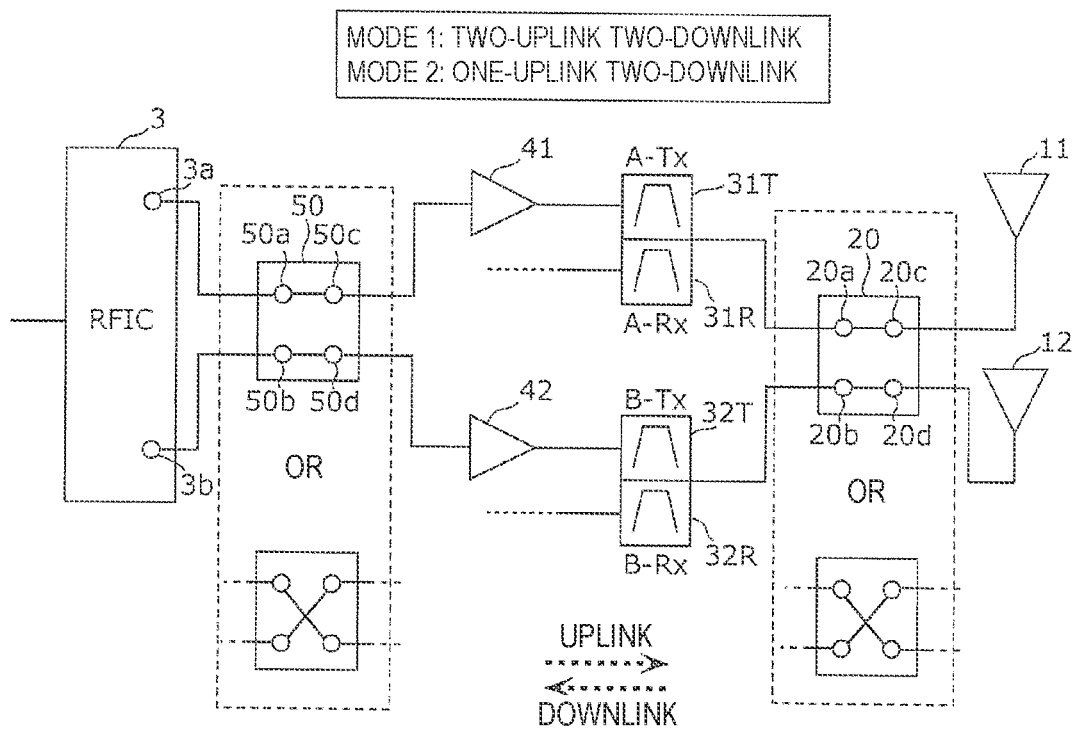 MODE 1: TWO-UPLINK TWO-DOWNLINK
MODE 2: ONE-UPLINK TWO-DOWNLINK
3
3a
RFIC
3b
50
50a
50c
50b
50d
OR
41
42
A-Tx
31T
A-Rx
31R
B-Tx
32T
B-Rx
32R
20
20a
20c
20b
20d
OR
11
12
UPLINK
DOWNLINK